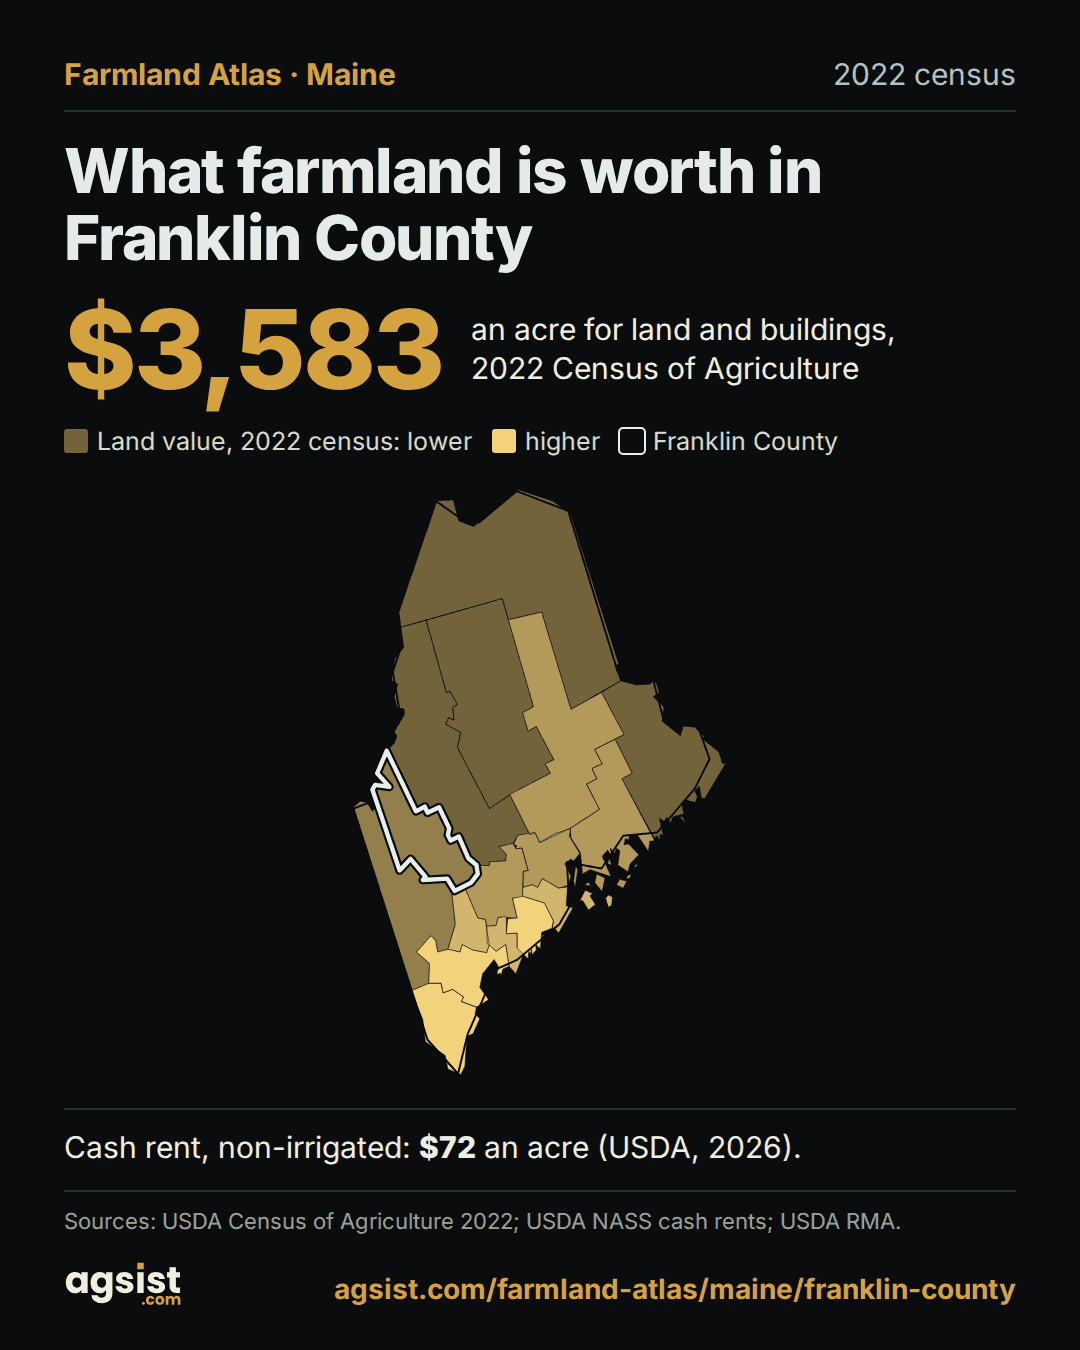 Farmland Atlas · Maine
2022 census
What farmland is worth in
Franklin County
$3,583
an acre for land and buildings,
2022 Census of Agriculture
Land value, 2022 census: lower
higher
Franklin County
Cash rent, non-irrigated: $72 an acre (USDA, 2026).
Sources: USDA Census of Agriculture 2022; USDA NASS cash rents; USDA RMA.
agsist
.com
agsist.com/farmland-atlas/maine/franklin-county